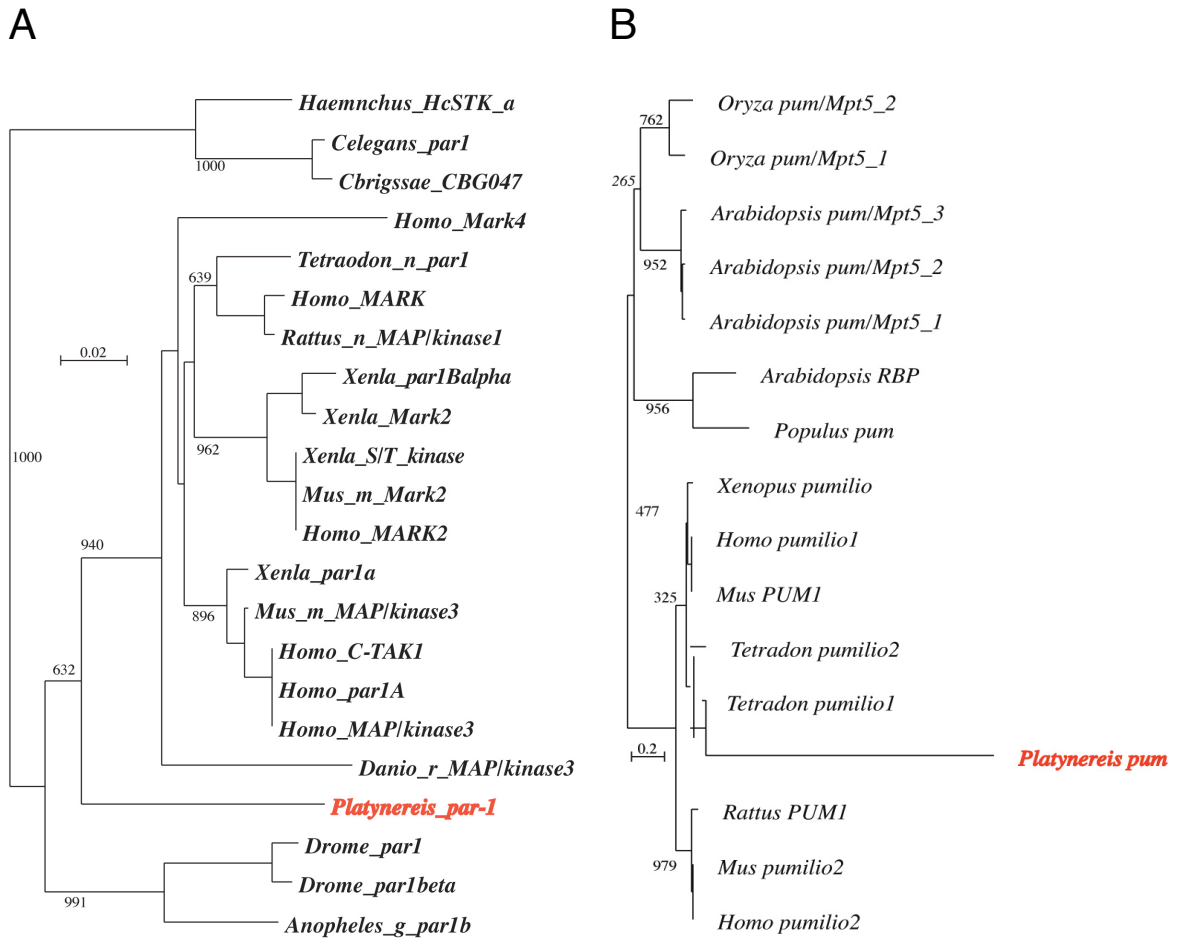 A
Haemnchus_HcSTK_a
Celegans_par1
1000
Cbrigssae_CBG047
Homo_Mark4
Tetraodon_n_par1
639
Homo_MARK
Rattus_n_MAP/kinase1
0.02
Xenla_par1Balpha
Xenla_Mark2
962
Xenla_S/T_kinase
1000
Mus_m_Mark2
Homo_MARK2
940
Xenla_par1a
896
Mus_m_MAP/kinase3
Homo_C-TAK1
632
Homo_par1A
Homo_MAP/kinase3
Danio_r_MAP/kinase3
Platynereis_par-1
Drome_par1
Drome_par1beta
991
Anopheles_g_par1b
B
Oryza pum/Mpt5_2
762
Oryza pum/Mpt5_1
265
Arabidopsis pum/Mpt5_3
952
Arabidopsis pum/Mpt5_2
Arabidopsis pum/Mpt5_1
Arabidopsis RBP
956
Populus pum
Xenopus pumilio
477
Homo pumilio1
325
Mus PUM1
Tetradon pumilio2
Tetradon pumilio1
0.2
Platynereis pum
Rattus PUM1
979
Mus pumilio2
Homo pumilio2